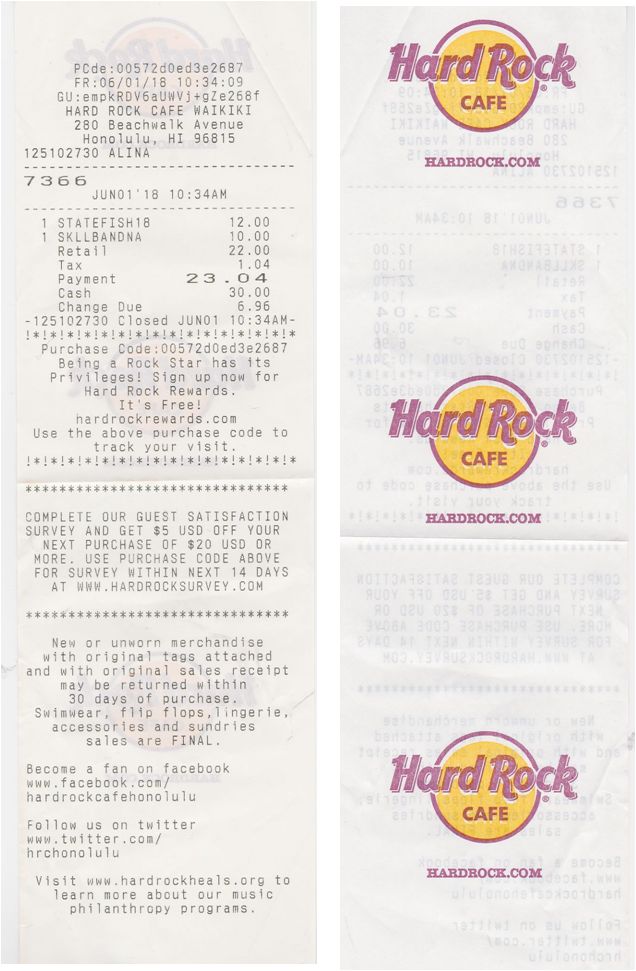 PCde:00572d0ed3e2687
FR:06/01/18 10:34:09
GU:empkRDV6aUWVj+gZe268f
HARD ROCK CAFE WAIKIKI
280 Beachwalk Avenue
Honolulu, HI 96815
125102730 ALINA
7366
JUN01'18 10:34AM
1 STATEFISH18 12.00
1 SKLLBANDNA 10.00
Retail 22.00
Tax 1.04
Payment 23.04
Cash 30.00
Change Due 6.96
-125102730 Closed JUN01 10:34AM-
!*!*!*!*!*!*!*!*!*!*!*!*!*!*!*!*
Purchase Code:00572d0ed3e2687
Being a Rock Star has its
Privileges! Sign up now for
Hard Rock Rewards.
It's Free!
hardrockrewards.com
Use the above purchase code to
track your visit.
!*!*!*!*!*!*!*!*!*!*!*!*!*!*!*!*
*******************************
COMPLETE OUR GUEST SATISFACTION
SURVEY AND GET $5 USD OFF YOUR
NEXT PURCHASE OF $20 USD OR
MORE. USE PURCHASE CODE ABOVE
FOR SURVEY WITHIN NEXT 14 DAYS
AT WWW.HARDROCKSURVEY.COM
*******************************
New or unworn merchandise
with original tags attached
and with original sales receipt
may be returned within
30 days of purchase.
Swimwear, flip flops,lingerie,
accessories and sundries
sales are FINAL.
Become a fan on facebook
www.facebook.com/
hardrockcafehonolulu
Follow us on twitter
www.twitter.com/
hrchonolulu
Visit www.hardrockheals.org to
learn more about our music
philanthropy programs.
Hard Rock
CAFE
®
HARDROCK.COM
Hard Rock
CAFE
®
HARDROCK.COM
Hard Rock
CAFE
®
HARDROCK.COM